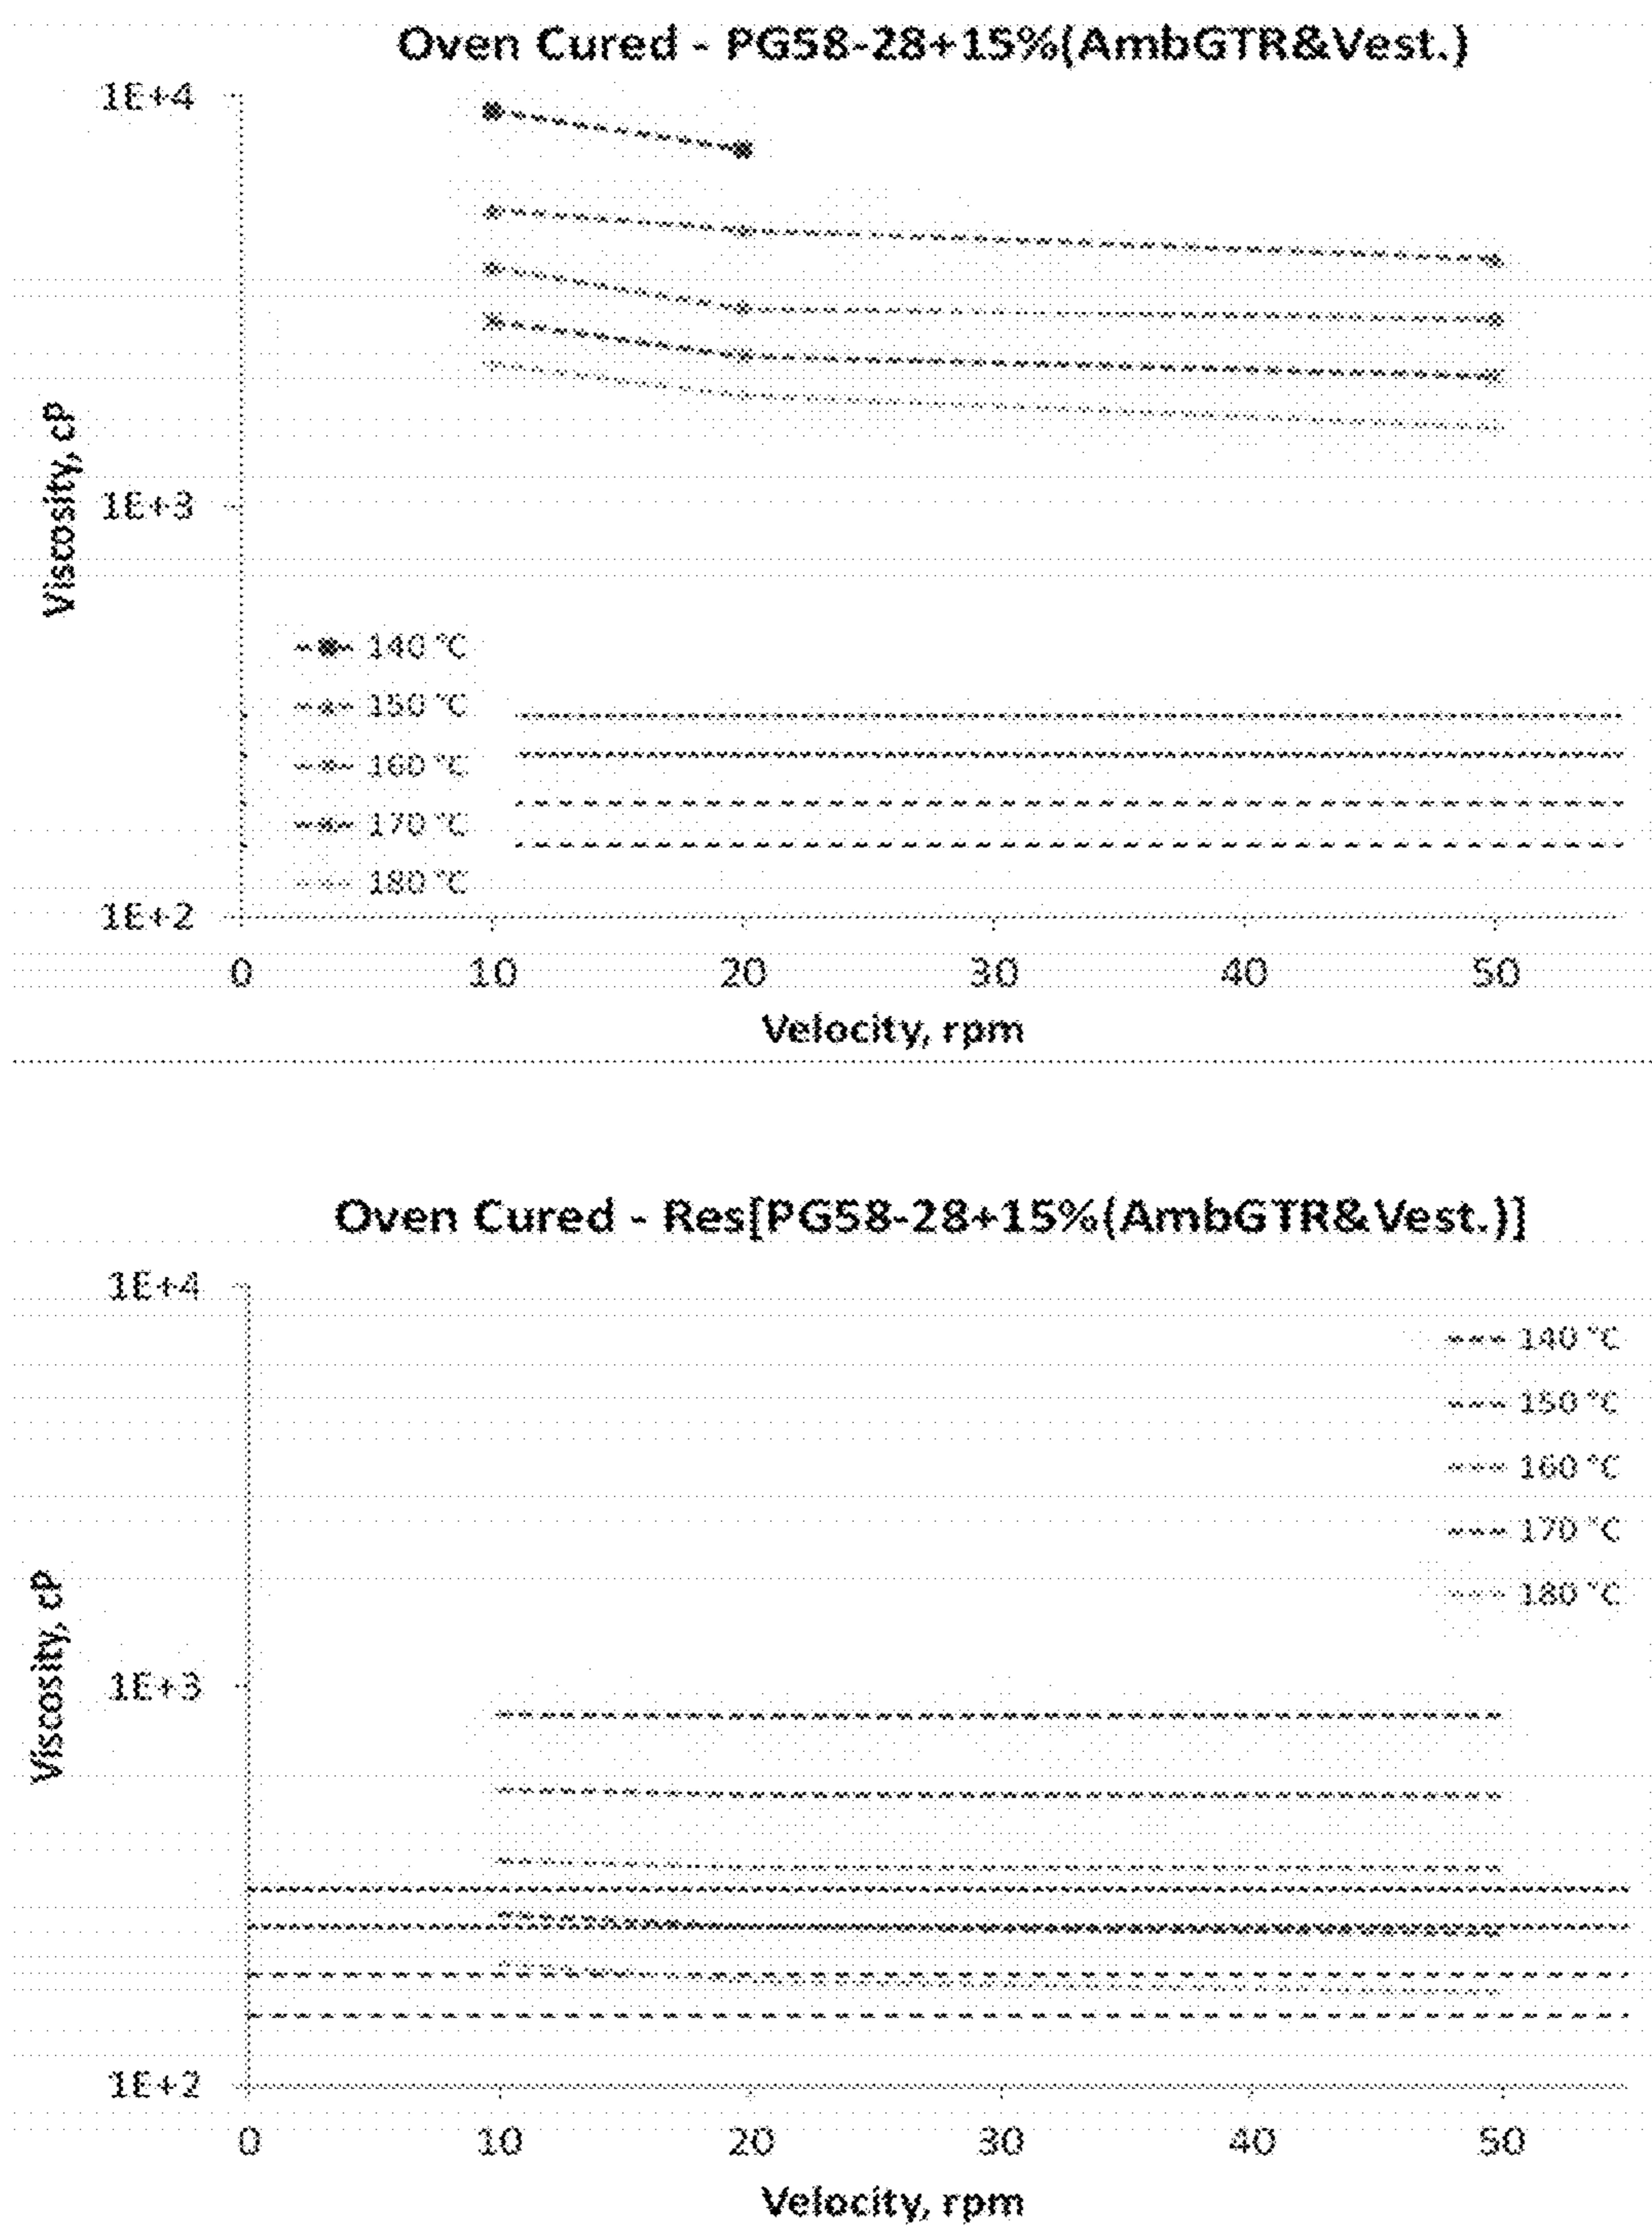 Oven Cured - PG58-28+15%(AmbGTR&Vest.)
1E+4
1E+3
1E+2
Viscosity, cP
140 °C
150 °C
160 °C
170 °C
180 °C
0 10 20 30 40 50
Velocity, rpm
Oven Cured - Res[PG58-28+15%(AmbGTR&Vest.)]
1E+4
1E+3
1E+2
Viscosity, cP
140 °C
150 °C
160 °C
170 °C
180 °C
0 10 20 30 40 50
Velocity, rpm